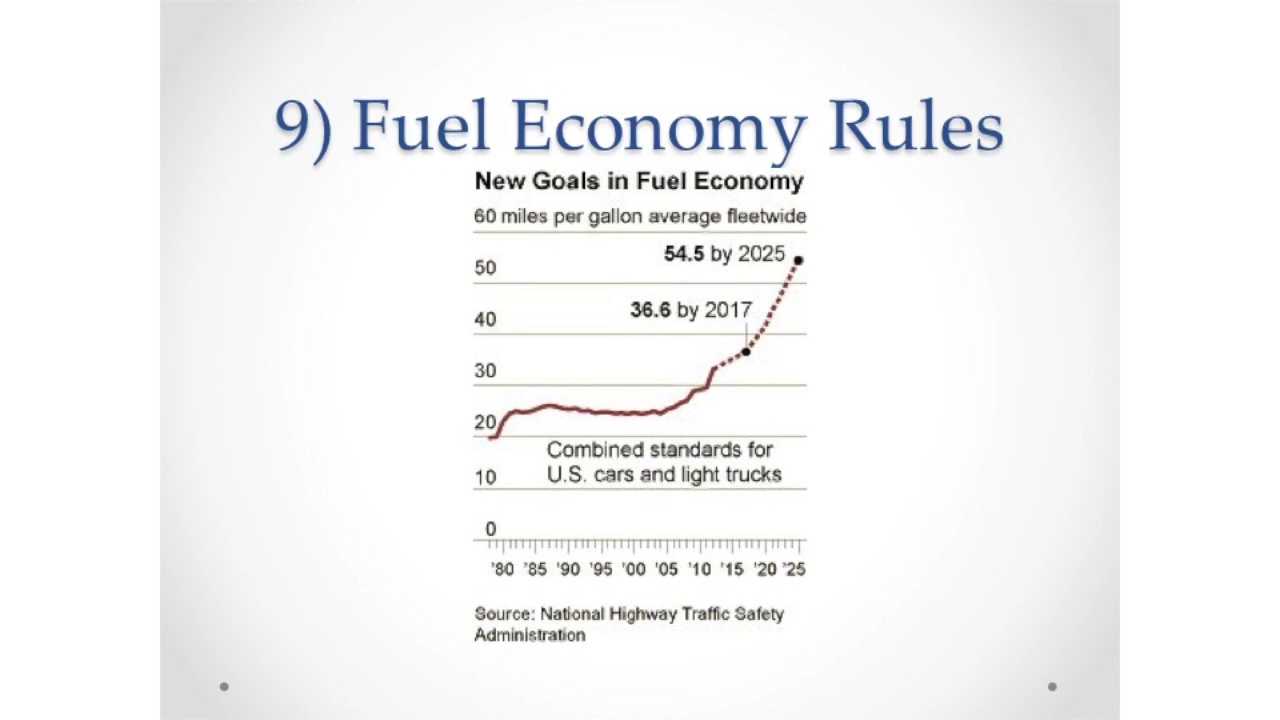 9) Fuel Economy Rules
New Goals in Fuel Economy
60 miles per gallon average fleetwide
54.5 by 2025
50
36.6 by 2017
40
30
20
Combined standards for
U.S. cars and light trucks
10
0
'80 '85 '90 '95 '00 '05 '10 '15 '20 '25
Source: National Highway Traffic Safety
Administration